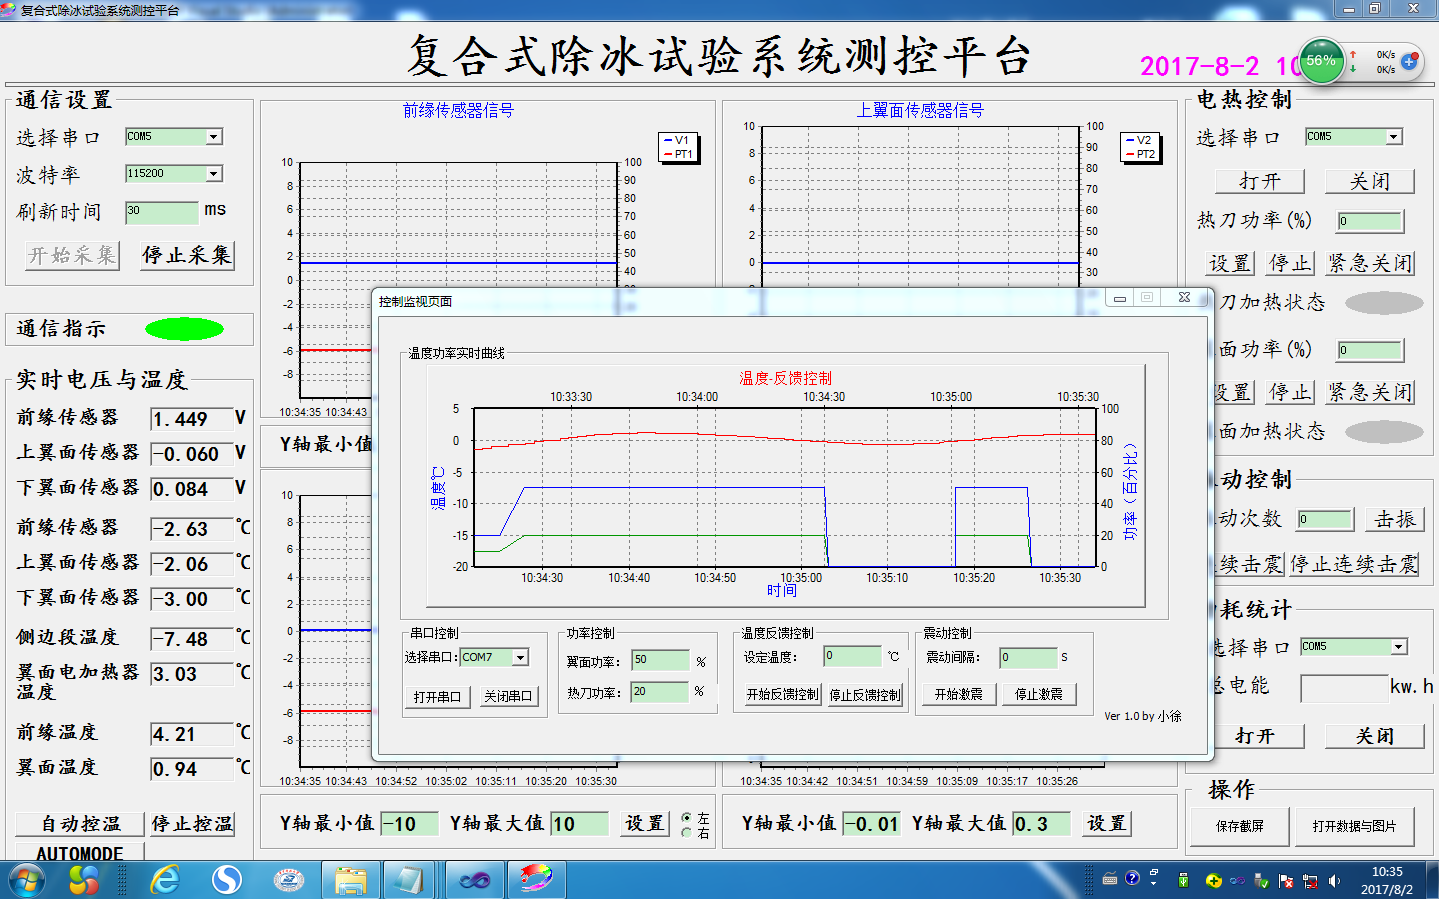 复合式除冰试验系统测控平台
复合式除冰试验系统测控平台
2017-8-2 10
56%
0K/s
0K/s
通信设置
选择串口 COM5
波特率 115200
刷新时间 30 ms
开始采集 停止采集
通信指示
实时电压与温度
前缘传感器 1.449 V
上翼面传感器 -0.060 V
下翼面传感器 0.084 V
前缘传感器 -2.63 ℃
上翼面传感器 -2.06 ℃
下翼面传感器 -3.00 ℃
侧边段温度 -7.48 ℃
翼面电加热器 3.03 ℃
温度
前缘温度 4.21 ℃
翼面温度 0.94 ℃
自动控温 停止控温
AUTOMODE
前缘传感器信号
V1
PT1
10 100
90
8 80
70
6 60
4 50
2 40
0
-2
-4
-6
-8
10:34:35 10:34:43
Y轴最小值
上翼面传感器信号
V2
PT2
10 100
90
8 80
70
6 60
4 50
2 40
0 30
控制监视页面
温度功率实时曲线
温度-反馈控制
10:33:30 10:34:00 10:34:30 10:35:00 10:35:30
5 100
0 80
-5 60
-10 40
-15 20
-20 0
温度℃
功率（百分比）
10:34:30 10:34:40 10:34:50 10:35:00 10:35:10 10:35:20 10:35:30
时间
串口控制
选择串口: COM7
打开串口 关闭串口
功率控制
翼面功率: 50 %
热刀功率: 20 %
温度反馈控制
设定温度: 0 ℃
开始反馈控制 停止反馈控制
震动控制
震动间隔: 0 S
开始激震 停止激震
Ver 1.0 by 小徐
10
8
6
4
2
0
-2
-4
-6
-8
10:34:35 10:34:43 10:34:52 10:35:02 10:35:11 10:35:20 10:35:30
Y轴最小值 -10 Y轴最大值 10 设置 左
右
10:34:35 10:34:42 10:34:51 10:34:59 10:35:09 10:35:17 10:35:26
Y轴最小值 -0.01 Y轴最大值 0.3 设置
电热控制
选择串口 COM5
打开 关闭
热刀功率(%) 0
设置 停止 紧急关闭
刀加热状态
面功率(%) 0
设置 停止 紧急关闭
面加热状态
动控制
动次数 0 击振
续击震 停止连续击震
耗统计
选择串口 COM5
总电能 kw.h
打开 关闭
操作
保存截屏 打开数据与图片
10:35
2017/8/2